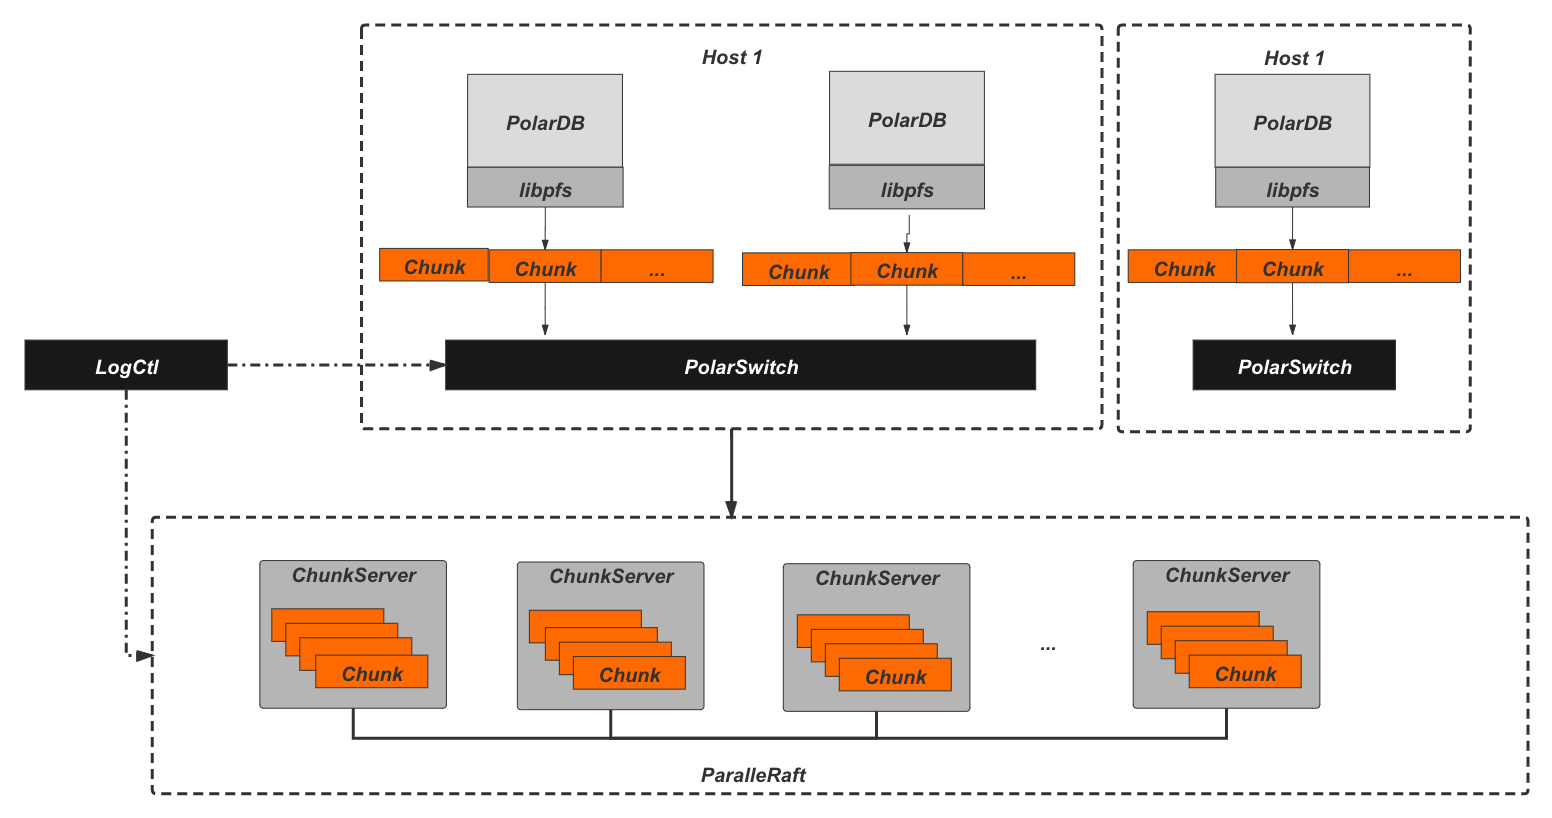 Host 1
Host 1
PolarDB
PolarDB
PolarDB
libpfs
libpfs
libpfs
Chunk Chunk ...
Chunk Chunk ...
Chunk Chunk ...
LogCtl
PolarSwitch
PolarSwitch
ChunkServer
ChunkServer
ChunkServer
ChunkServer
...
Chunk
Chunk
Chunk
Chunk
ParalleRaft